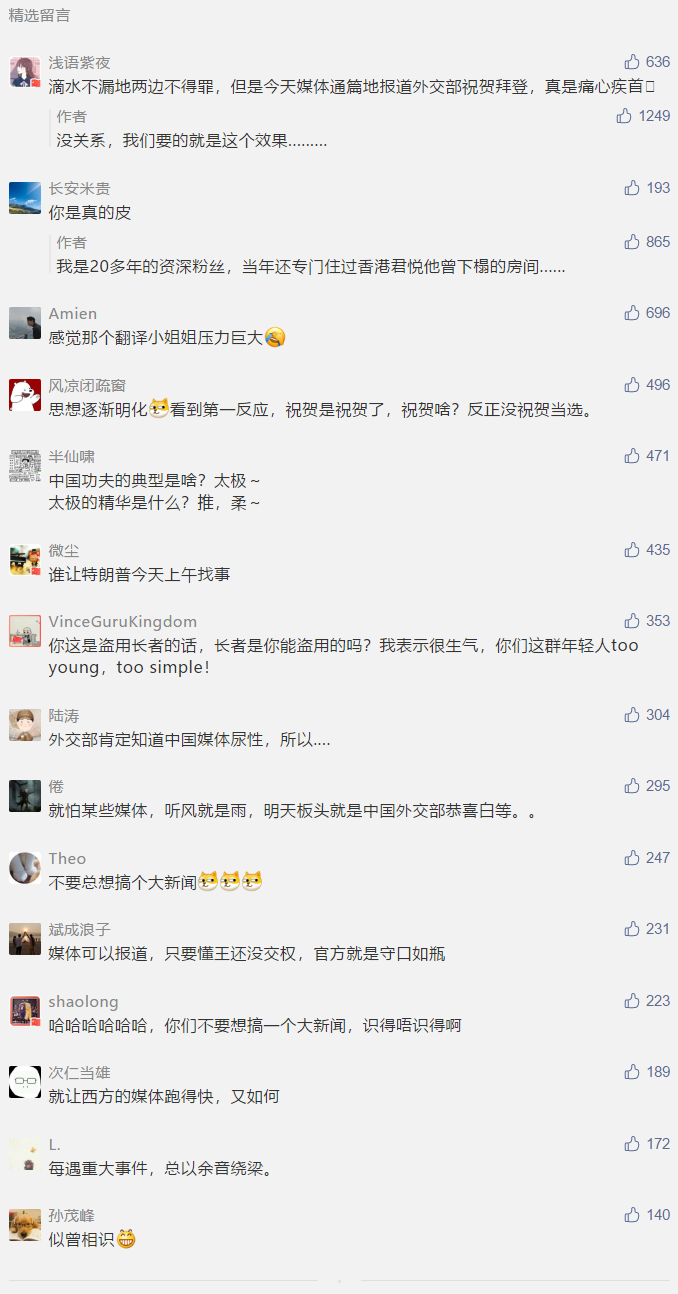 精选留言
浅语紫夜
636
滴水不漏地两边不得罪，但是今天媒体通篇地报道外交部祝贺拜登，真是痛心疾首
作者
1249
没关系，我们要的就是这个效果………
长安米贵
193
你是真的皮
作者
865
我是20多年的资深粉丝，当年还专门住过香港君悦他曾下榻的房间……
Amien
696
感觉那个翻译小姐姐压力巨大
风凉闭疏窗
496
思想逐渐明化看到第一反应，祝贺是祝贺了，祝贺啥？反正没祝贺当选。
半仙啸
471
中国功夫的典型是啥？太极～
太极的精华是什么？推，柔～
微尘
435
谁让特朗普今天上午找事
VinceGuruKingdom
353
你这是盗用长者的话，长者是你能盗用的吗？我表示很生气，你们这群年轻人too
young，too simple！
陆涛
304
外交部肯定知道中国媒体尿性，所以....
倦
295
就怕某些媒体，听风就是雨，明天板头就是中国外交部恭喜白等。。
Theo
247
不要总想搞个大新闻
斌成浪子
231
媒体可以报道，只要懂王还没交权，官方就是守口如瓶
shaolong
223
哈哈哈哈哈哈，你们不要想搞一个大新闻，识得唔识得啊
次仁当雄
189
就让西方的媒体跑得快，又如何
L.
172
每遇重大事件，总以余音绕梁。
孙茂峰
140
似曾相识